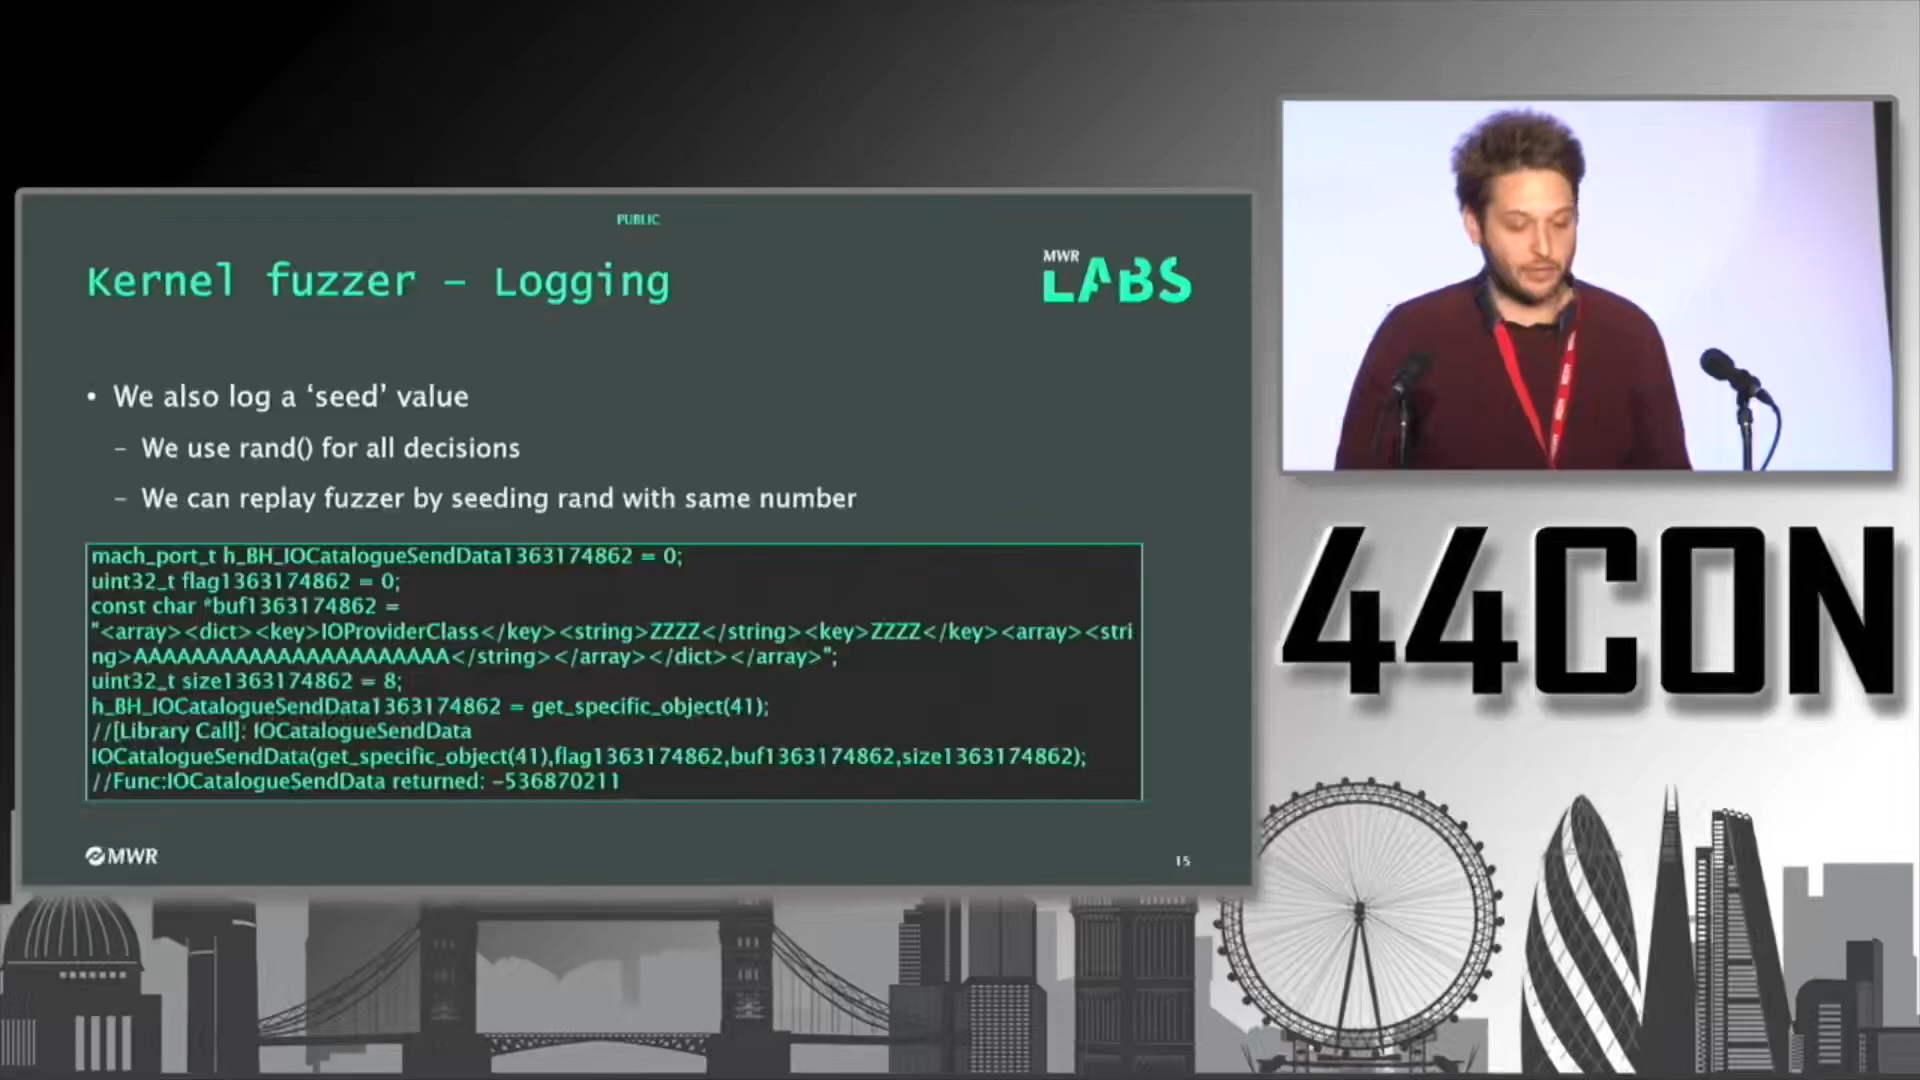 PUBLIC
Kernel fuzzer – Logging
MWR
LABS
• We also log a ‘seed’ value
– We use rand() for all decisions
– We can replay fuzzer by seeding rand with same number
mach_port_t h_BH_IOCatalogueSendData1363174862 = 0;
uint32_t flag1363174862 = 0;
const char *buf1363174862 =
"<array><dict><key>IOProviderClass</key><string>ZZZZ</string><key>ZZZZ</key><array><stri
ng>AAAAAAAAAAAAAAAAAAAAAA</string></array></dict></array>";
uint32_t size1363174862 = 8;
h_BH_IOCatalogueSendData1363174862 = get_specific_object(41);
//[Library Call]: IOCatalogueSendData
IOCatalogueSendData(get_specific_object(41),flag1363174862,buf1363174862,size1363174862);
//Func:IOCatalogueSendData returned: -536870211
MWR
15
44CON